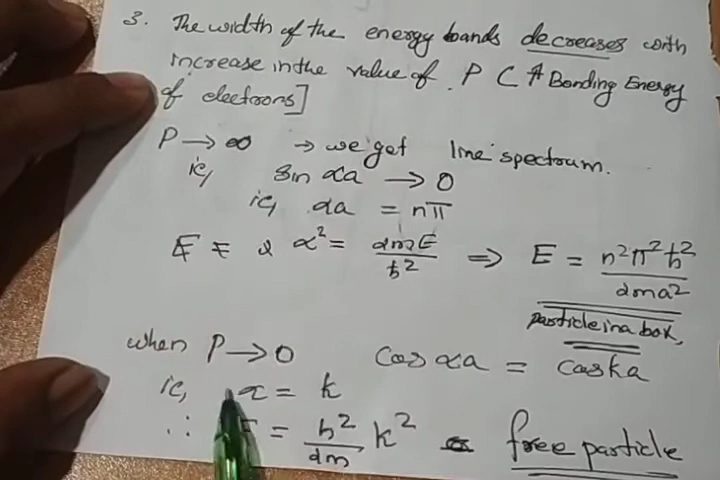 3. The width of the energy bands decreases with
increase in the value of P ( ↑ Bonding Energy
of electrons]
P → ∞ → we get line spectrum.
ie, sin αa → 0
ie, αa = nπ
α² = 2mE/ħ² ⇒ E = n²π²ħ²/2ma²
particle in a box,
when P → 0 cos αa = coska
ie, α = k
∴ E = ħ²/2m k² free particle